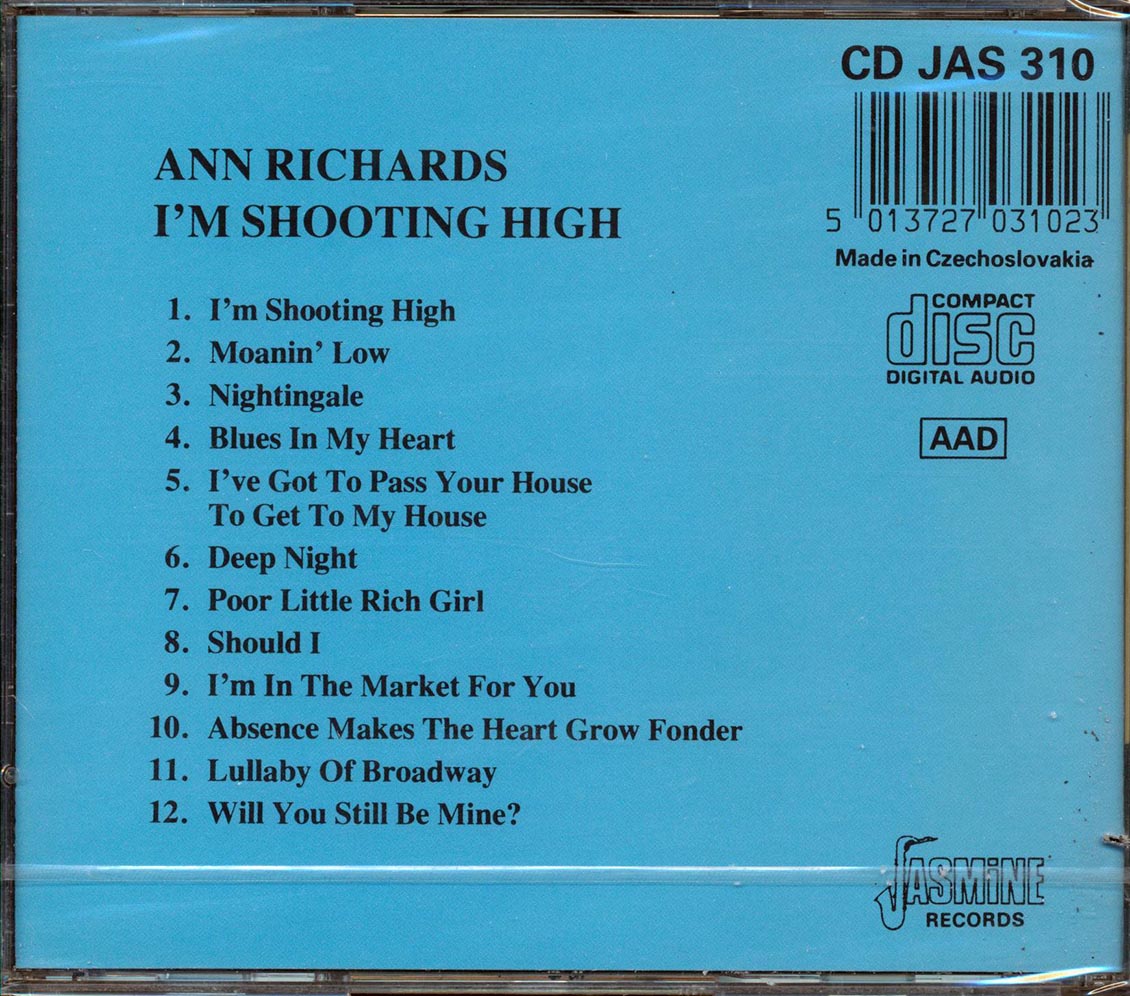 CD JAS 310
5 013727 031023
Made in Czechoslovakia
ANN RICHARDS
I'M SHOOTING HIGH
1. I'm Shooting High
2. Moanin' Low
3. Nightingale
4. Blues In My Heart
5. I've Got To Pass Your House
To Get To My House
6. Deep Night
7. Poor Little Rich Girl
8. Should I
9. I'm In The Market For You
10. Absence Makes The Heart Grow Fonder
11. Lullaby Of Broadway
12. Will You Still Be Mine?
COMPACT
disc
DIGITAL AUDIO
AAD
JASMiNE
RECORDS